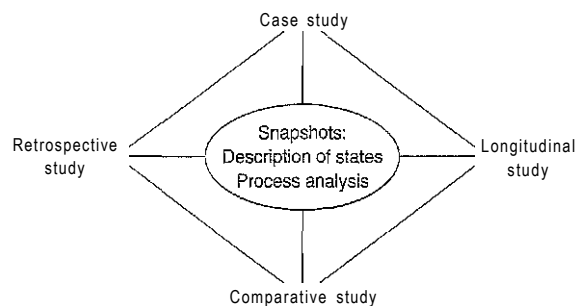 Case study
Snapshots:
Description of states
Process analysis
Retrospective
study
Longitudinal
study
Comparative study